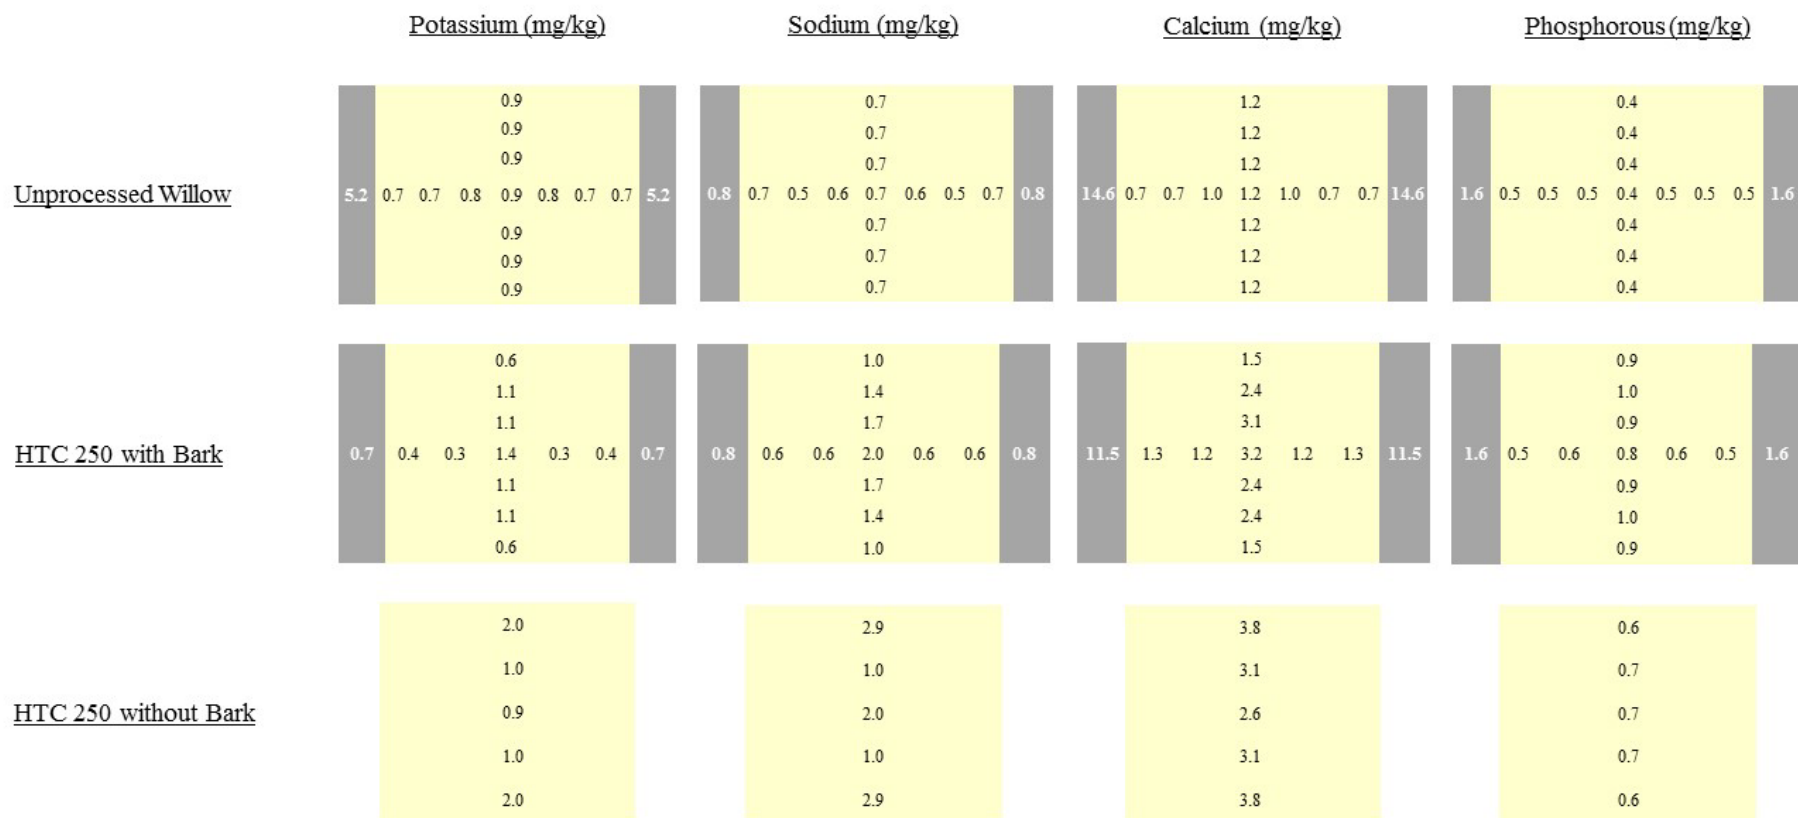 Potassium (mg/kg) Sodium (mg/kg) Calcium (mg/kg) Phosphorous (mg/kg)
0.9 0.7 1.2 0.4
0.9 0.7 1.2 0.4
0.9 0.7 1.2 0.4
Unprocessed Willow 5.2 0.7 0.7 0.8 0.9 0.8 0.7 0.7 5.2 0.8 0.7 0.5 0.6 0.7 0.6 0.5 0.7 0.8 14.6 0.7 0.7 1.0 1.2 1.0 0.7 0.7 14.6 1.6 0.5 0.5 0.5 0.4 0.5 0.5 0.5 1.6
0.9 0.7 1.2 0.4
0.9 0.7 1.2 0.4
0.9 0.7 1.2 0.4
0.6 1.0 1.5 0.9
1.1 1.4 2.4 1.0
1.1 1.7 3.1 0.9
HTC 250 with Bark 0.7 0.4 0.3 1.4 0.3 0.4 0.7 0.8 0.6 0.6 2.0 0.6 0.6 0.8 11.5 1.3 1.2 3.2 1.2 1.3 11.5 1.6 0.5 0.6 0.8 0.6 0.5 1.6
1.1 1.7 2.4 0.9
1.1 1.4 2.4 1.0
0.6 1.0 1.5 0.9
2.0 2.9 3.8 0.6
1.0 1.0 3.1 0.7
HTC 250 without Bark 0.9 2.0 2.6 0.7
1.0 1.0 3.1 0.7
2.0 2.9 3.8 0.6